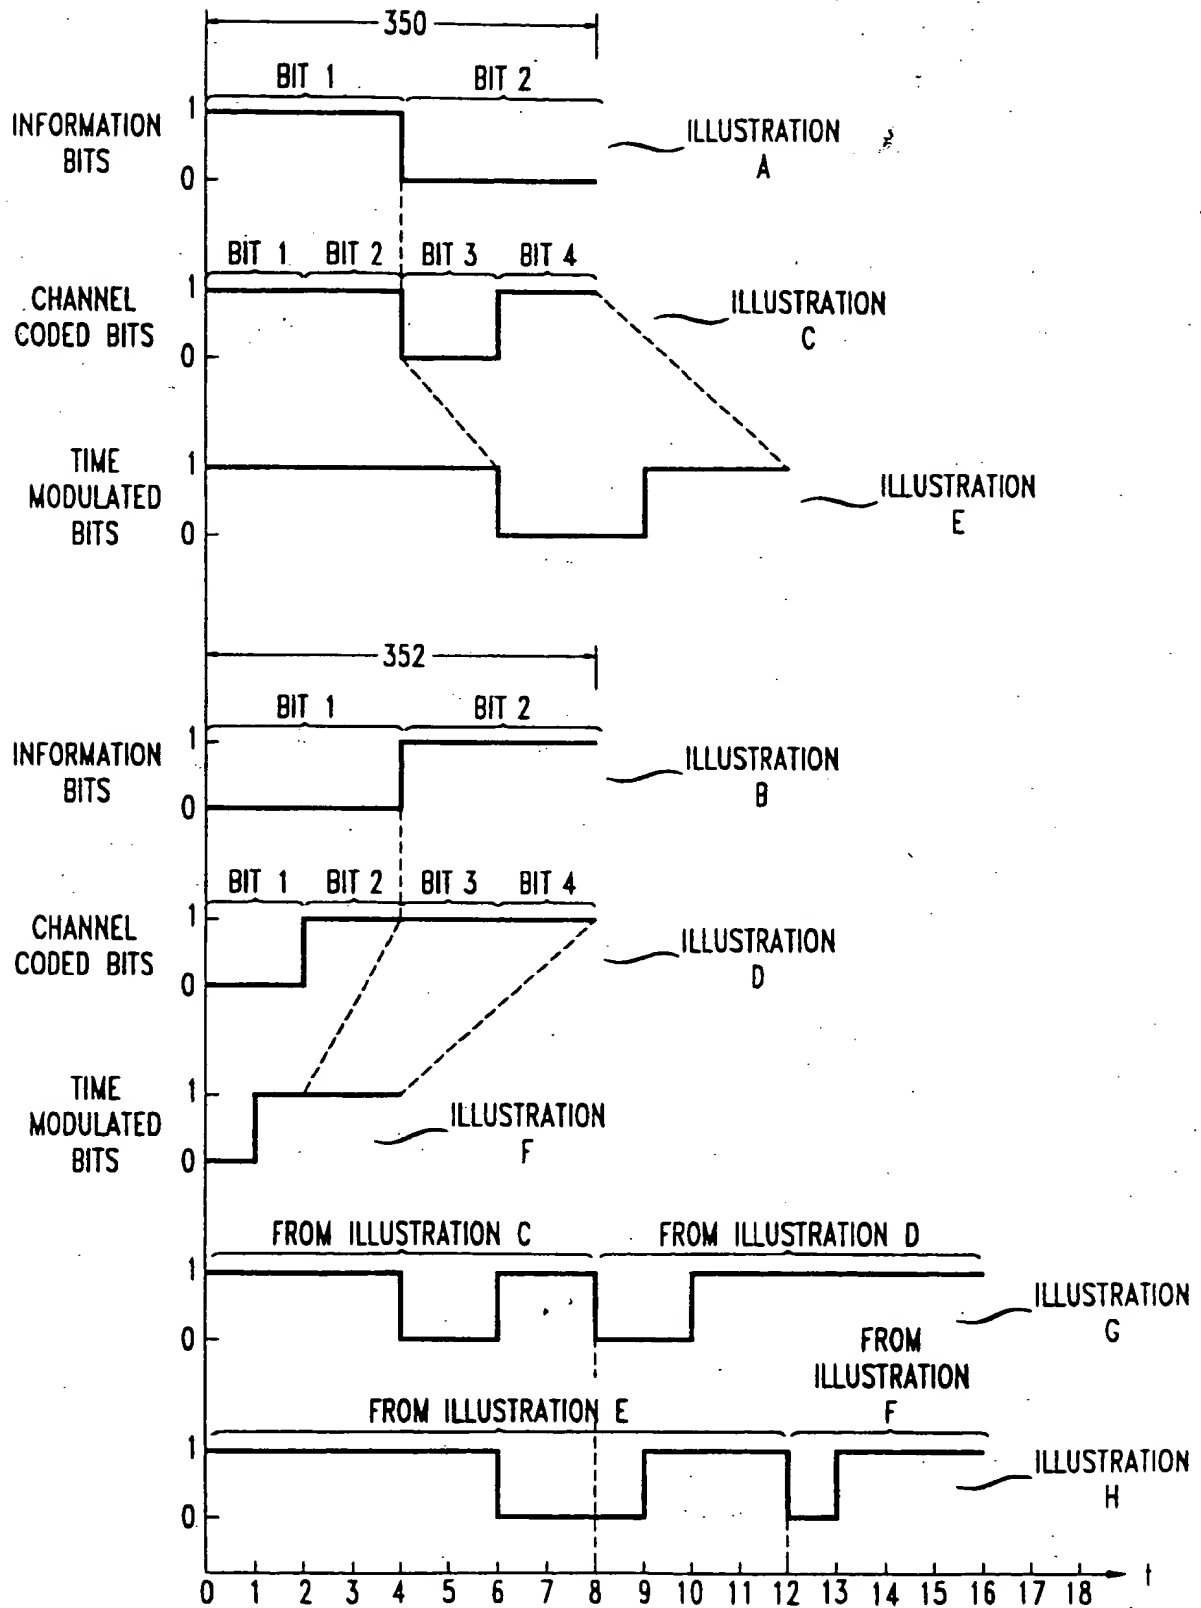 350
BIT 1 BIT 2
INFORMATION
BITS
1
0
ILLUSTRATION
A
BIT 1 BIT 2 BIT 3 BIT 4
CHANNEL
CODED BITS
1
0
ILLUSTRATION
C
TIME
MODULATED
BITS
1
0
ILLUSTRATION
E
352
BIT 1 BIT 2
INFORMATION
BITS
1
0
ILLUSTRATION
B
BIT 1 BIT 2 BIT 3 BIT 4
CHANNEL
CODED BITS
1
0
ILLUSTRATION
D
TIME
MODULATED
BITS
1
0
ILLUSTRATION
F
FROM ILLUSTRATION C FROM ILLUSTRATION D
1
0
ILLUSTRATION
G
FROM
ILLUSTRATION
F
FROM ILLUSTRATION E
1
0
ILLUSTRATION
H
0 1 2 3 4 5 6 7 8 9 10 11 12 13 14 15 16 17 18 t